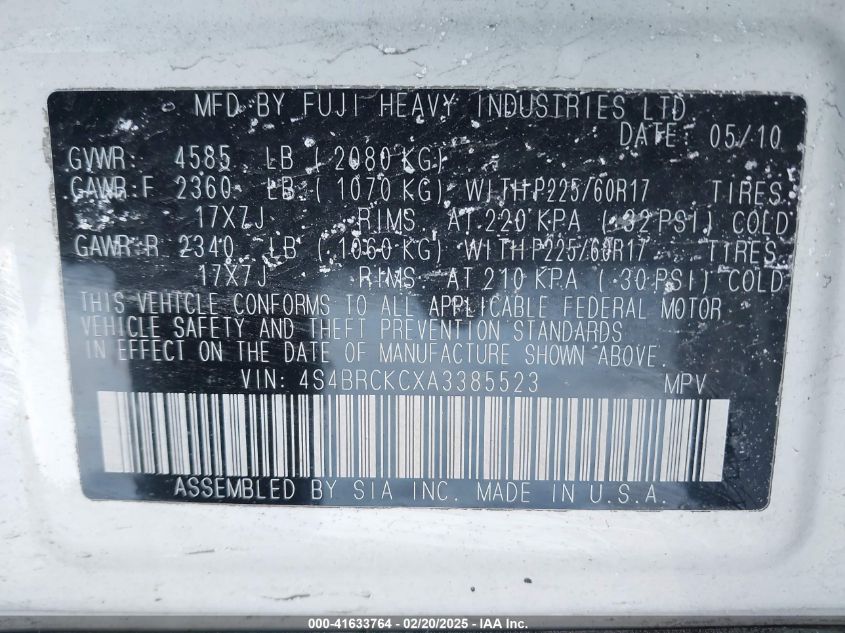 MFD BY FUJI HEAVY INDUSTRIES LTD
DATE: 05/10
GVWR: 4585 LB ( 2080 KG)
GAWR:F 2360 LB ( 1070 KG) WITH P225/60R17 TIRES
17X7J RIMS AT 220 KPA ( 32 PSI) COLD
GAWR:R 2340 LB ( 1060 KG) WITH P225/60R17 TIRES
17X7J RIMS AT 210 KPA ( 30 PSI) COLD
THIS VEHICLE CONFORMS TO ALL APPLICABLE FEDERAL MOTOR
VEHICLE SAFETY AND THEFT PREVENTION STANDARDS
IN EFFECT ON THE DATE OF MANUFACTURE SHOWN ABOVE.
VIN: 4S4BRCKCXA3385523 MPV
ASSEMBLED BY SIA INC. MADE IN U.S.A.
000-41633764 — 02/20/2025 — IAA Inc.